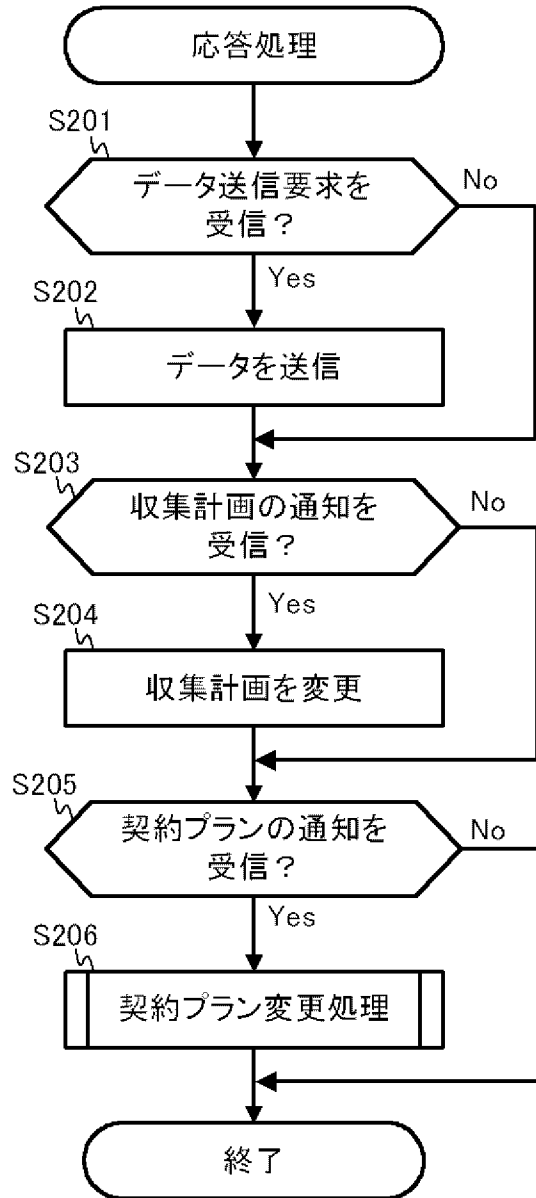 応答処理
S201
データ送信要求を
受信？
No
Yes
S202
データを送信
S203
収集計画の通知を
受信？
No
Yes
S204
収集計画を変更
S205
契約プランの通知を
受信？
No
Yes
S206
契約プラン変更処理
終了